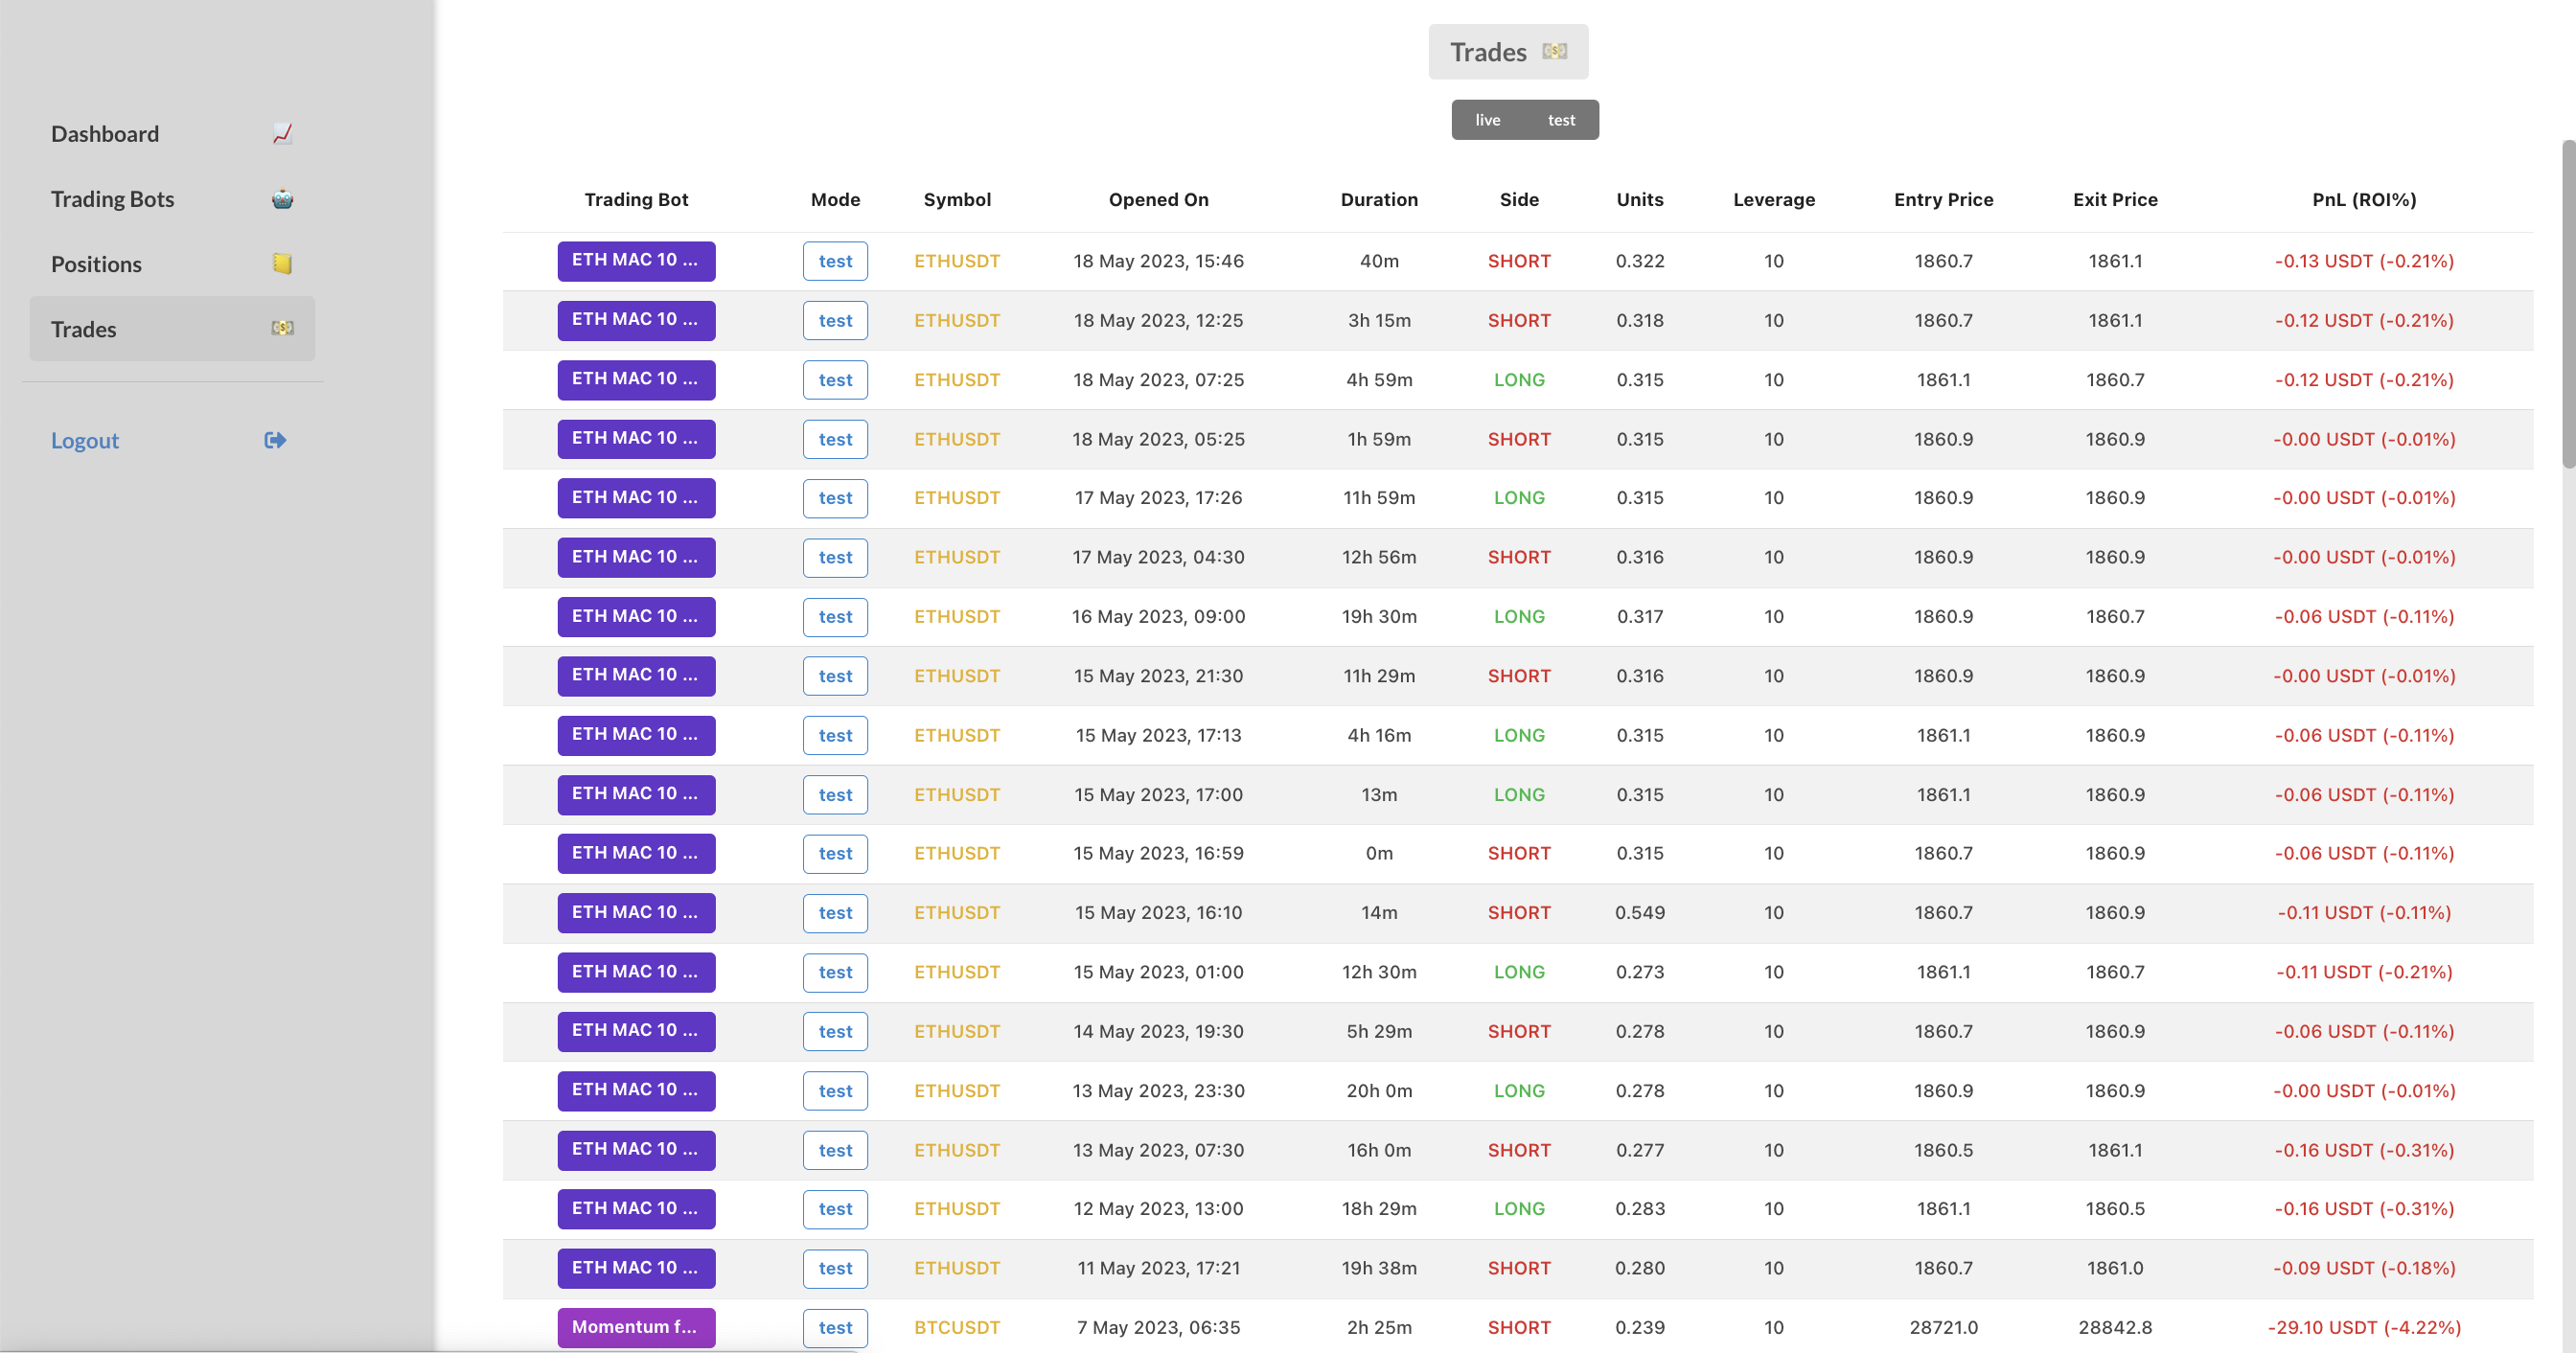 Trades
live test
Dashboard
Trading Bots
Positions
Trades
Logout
Trading Bot Mode Symbol Opened On Duration Side Units Leverage Entry Price Exit Price PnL (ROI%)
ETH MAC 10 ... test ETHUSDT 18 May 2023, 15:46 40m SHORT 0.322 10 1860.7 1861.1 -0.13 USDT (-0.21%)
ETH MAC 10 ... test ETHUSDT 18 May 2023, 12:25 3h 15m SHORT 0.318 10 1860.7 1861.1 -0.12 USDT (-0.21%)
ETH MAC 10 ... test ETHUSDT 18 May 2023, 07:25 4h 59m LONG 0.315 10 1861.1 1860.7 -0.12 USDT (-0.21%)
ETH MAC 10 ... test ETHUSDT 18 May 2023, 05:25 1h 59m SHORT 0.315 10 1860.9 1860.9 -0.00 USDT (-0.01%)
ETH MAC 10 ... test ETHUSDT 17 May 2023, 17:26 11h 59m LONG 0.315 10 1860.9 1860.9 -0.00 USDT (-0.01%)
ETH MAC 10 ... test ETHUSDT 17 May 2023, 04:30 12h 56m SHORT 0.316 10 1860.9 1860.9 -0.00 USDT (-0.01%)
ETH MAC 10 ... test ETHUSDT 16 May 2023, 09:00 19h 30m LONG 0.317 10 1860.9 1860.7 -0.06 USDT (-0.11%)
ETH MAC 10 ... test ETHUSDT 15 May 2023, 21:30 11h 29m SHORT 0.316 10 1860.9 1860.9 -0.00 USDT (-0.01%)
ETH MAC 10 ... test ETHUSDT 15 May 2023, 17:13 4h 16m LONG 0.315 10 1861.1 1860.9 -0.06 USDT (-0.11%)
ETH MAC 10 ... test ETHUSDT 15 May 2023, 17:00 13m LONG 0.315 10 1861.1 1860.9 -0.06 USDT (-0.11%)
ETH MAC 10 ... test ETHUSDT 15 May 2023, 16:59 0m SHORT 0.315 10 1860.7 1860.9 -0.06 USDT (-0.11%)
ETH MAC 10 ... test ETHUSDT 15 May 2023, 16:10 14m SHORT 0.549 10 1860.7 1860.9 -0.11 USDT (-0.11%)
ETH MAC 10 ... test ETHUSDT 15 May 2023, 01:00 12h 30m LONG 0.273 10 1861.1 1860.7 -0.11 USDT (-0.21%)
ETH MAC 10 ... test ETHUSDT 14 May 2023, 19:30 5h 29m SHORT 0.278 10 1860.7 1860.9 -0.06 USDT (-0.11%)
ETH MAC 10 ... test ETHUSDT 13 May 2023, 23:30 20h 0m LONG 0.278 10 1860.9 1860.9 -0.00 USDT (-0.01%)
ETH MAC 10 ... test ETHUSDT 13 May 2023, 07:30 16h 0m SHORT 0.277 10 1860.5 1861.1 -0.16 USDT (-0.31%)
ETH MAC 10 ... test ETHUSDT 12 May 2023, 13:00 18h 29m LONG 0.283 10 1861.1 1860.5 -0.16 USDT (-0.31%)
ETH MAC 10 ... test ETHUSDT 11 May 2023, 17:21 19h 38m SHORT 0.280 10 1860.7 1861.0 -0.09 USDT (-0.18%)
Momentum f... test BTCUSDT 7 May 2023, 06:35 2h 25m SHORT 0.239 10 28721.0 28842.8 -29.10 USDT (-4.22%)